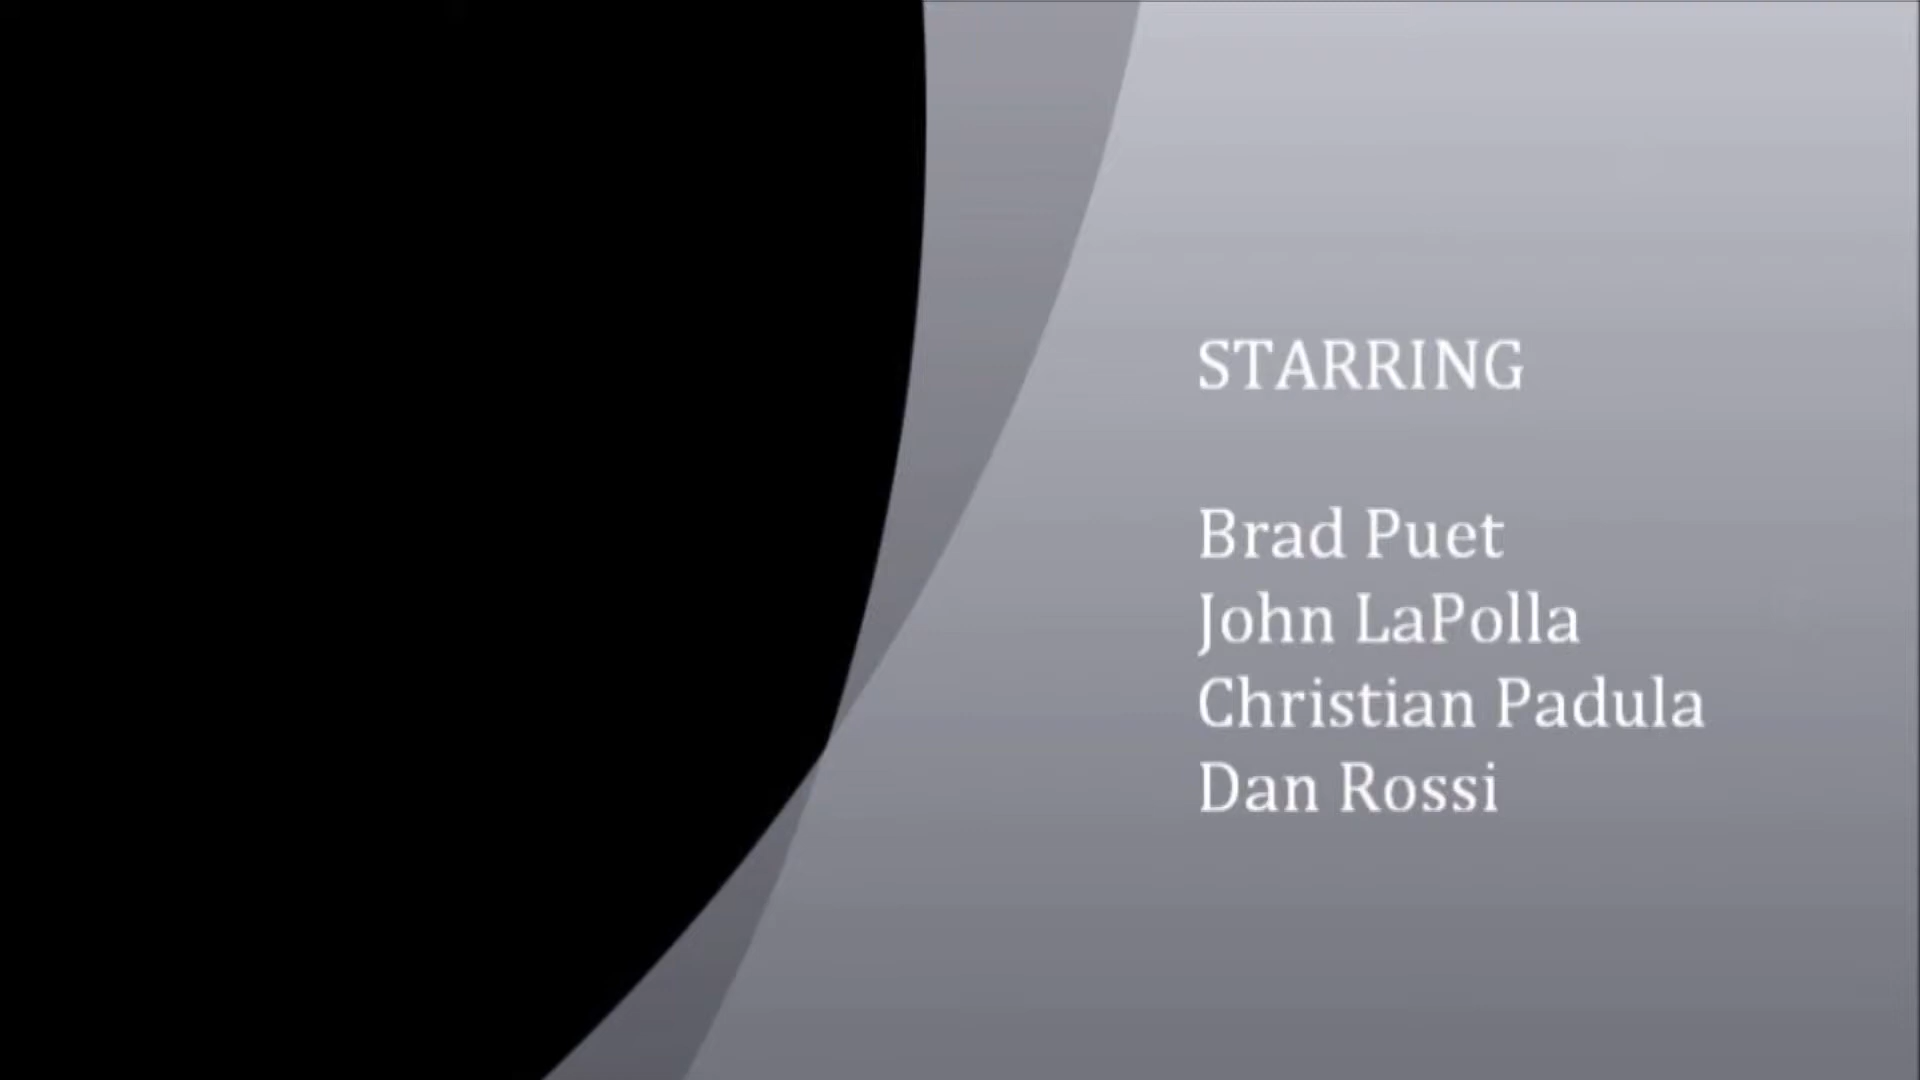 STARRING
Brad Puet
John LaPolla
Christian Padula
Dan Rossi